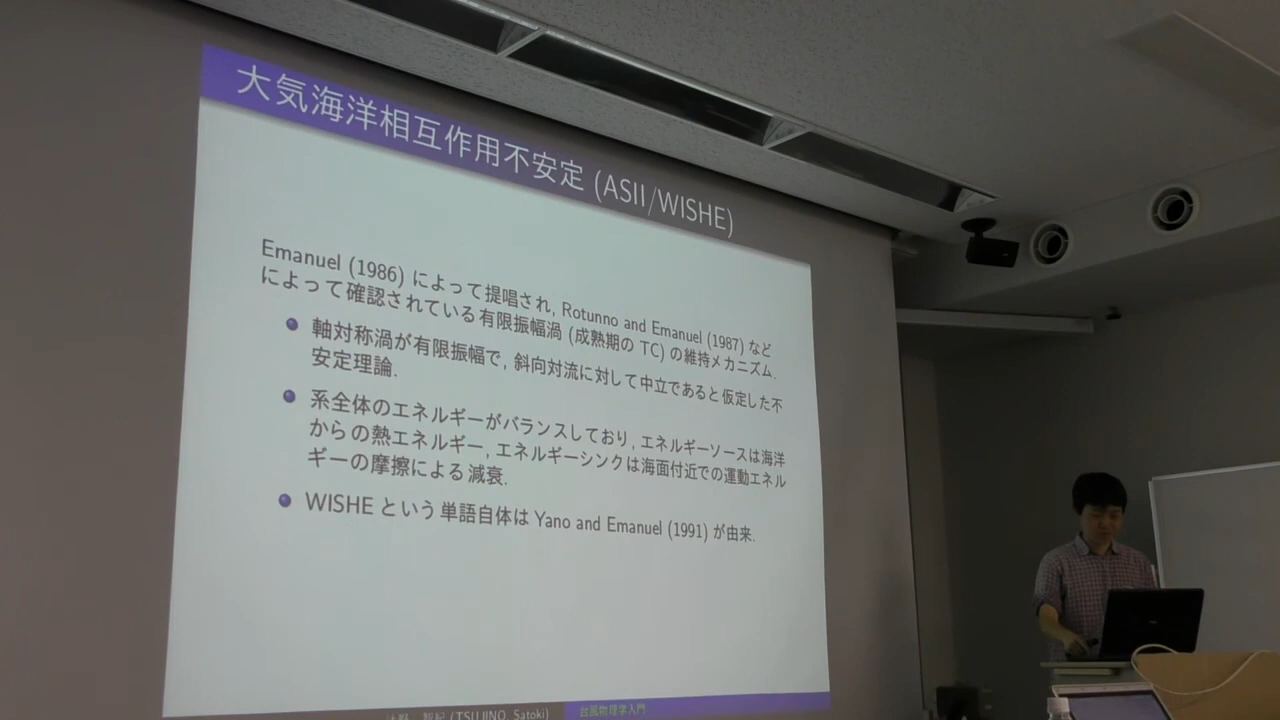 大気海洋相互作用不安定 (ASII/WISHE)
Emanuel (1986) によって提唱され, Rotunno and Emanuel (1987) など
によって確認されている有限振幅渦 (成熟期の TC) の維持メカニズム.
軸対称渦が有限振幅で, 斜向対流に対して中立であると仮定した不
安定理論.
系全体のエネルギーがバランスしており, エネルギーソースは海洋
からの熱エネルギー, エネルギーシンクは海面付近での運動エネル
ギーの摩擦による減衰.
WISHE という単語自体は Yano and Emanuel (1991) が由来.
(TSUJINO, Satoki)
台風物理学入門